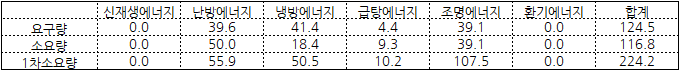 신재생에너지 난방에너지 냉방에너지 급탕에너지 조명에너지 환기에너지 합계
요구량 0.0 39.6 41.4 4.4 39.1 0.0 124.5
소요량 0.0 50.0 18.4 9.3 39.1 0.0 116.8
1차소요량 0.0 55.9 50.5 10.2 107.5 0.0 224.2